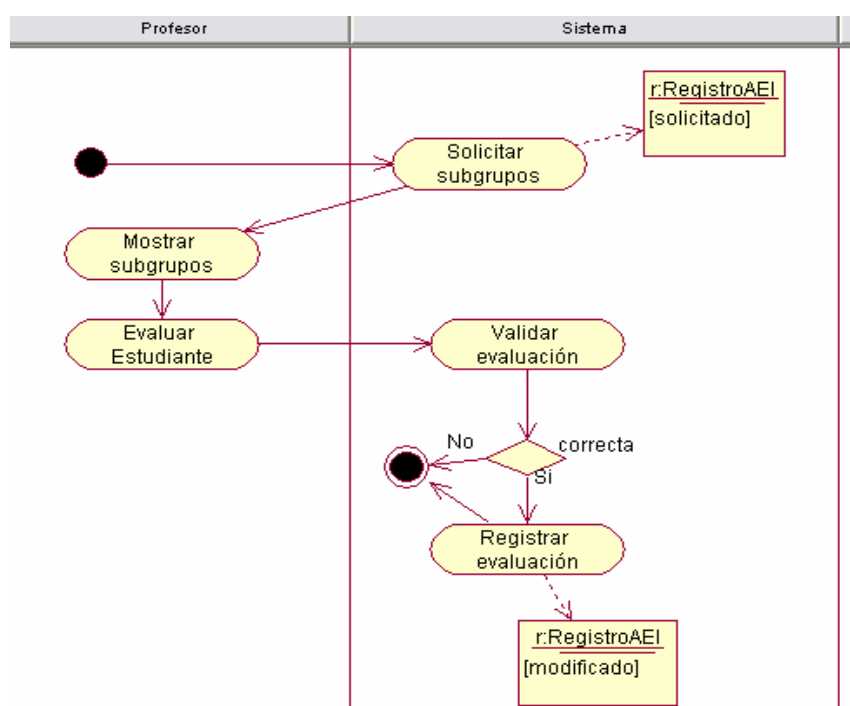 Profesor
Sistema
r:RegistroAEI
[solicitado]
Solicitar
subgrupos
Mostrar
subgrupos
Evaluar
Estudiante
Validar
evaluación
No
correcta
Si
Registrar
evaluación
r:RegistroAEI
[modificado]